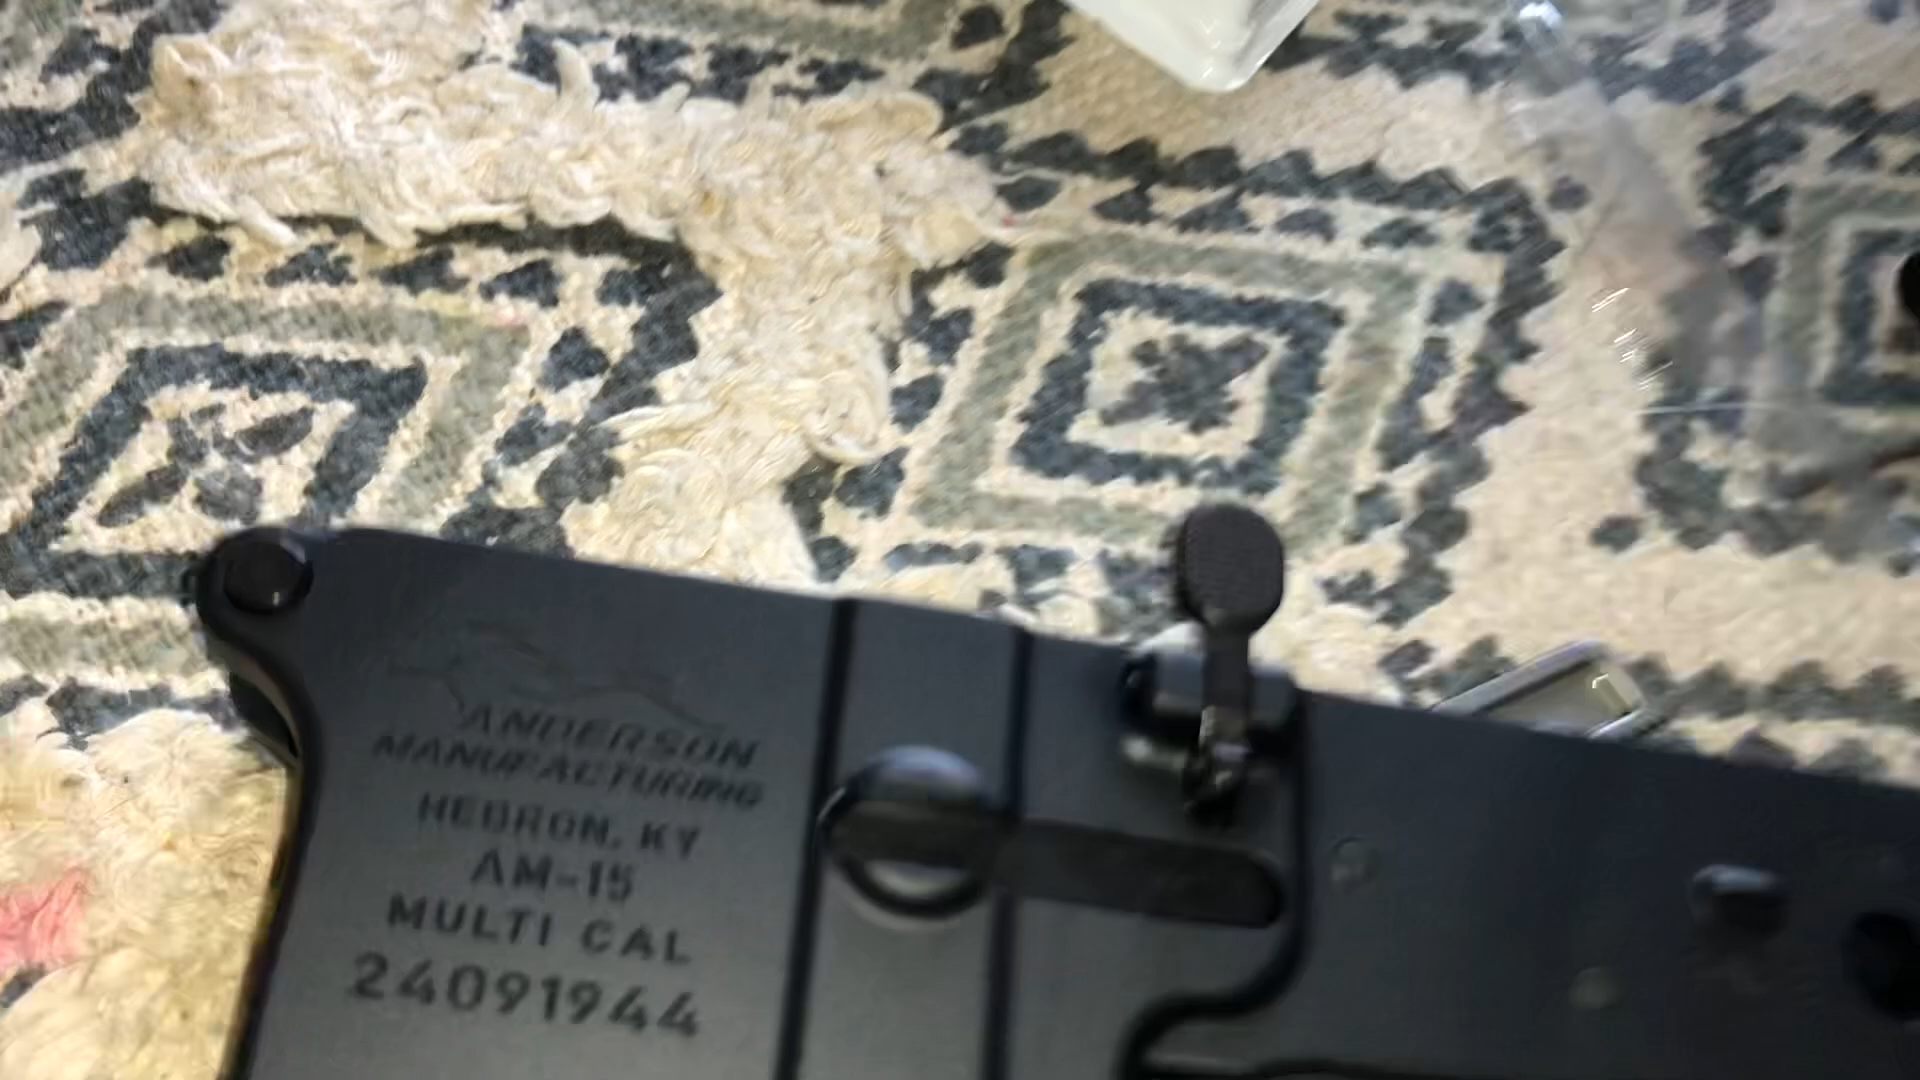 ANDERSON
MANUFACTURING
HEBRON, KY
AM-15
MULTI CAL
24091944